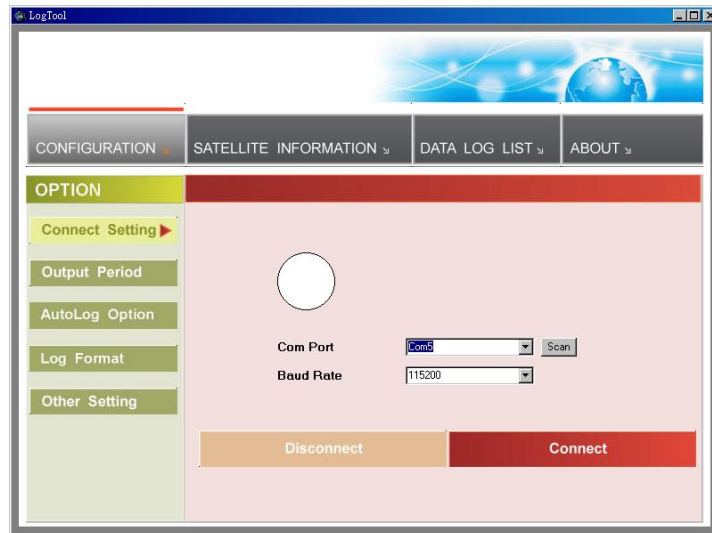 LogTool
CONFIGURATION SATELLITE INFORMATION DATA LOG LIST ABOUT
OPTION
Connect Setting
Output Period
AutoLog Option
Log Format
Other Setting
Com Port Com5 Scan
Baud Rate 115200
Disconnect Connect